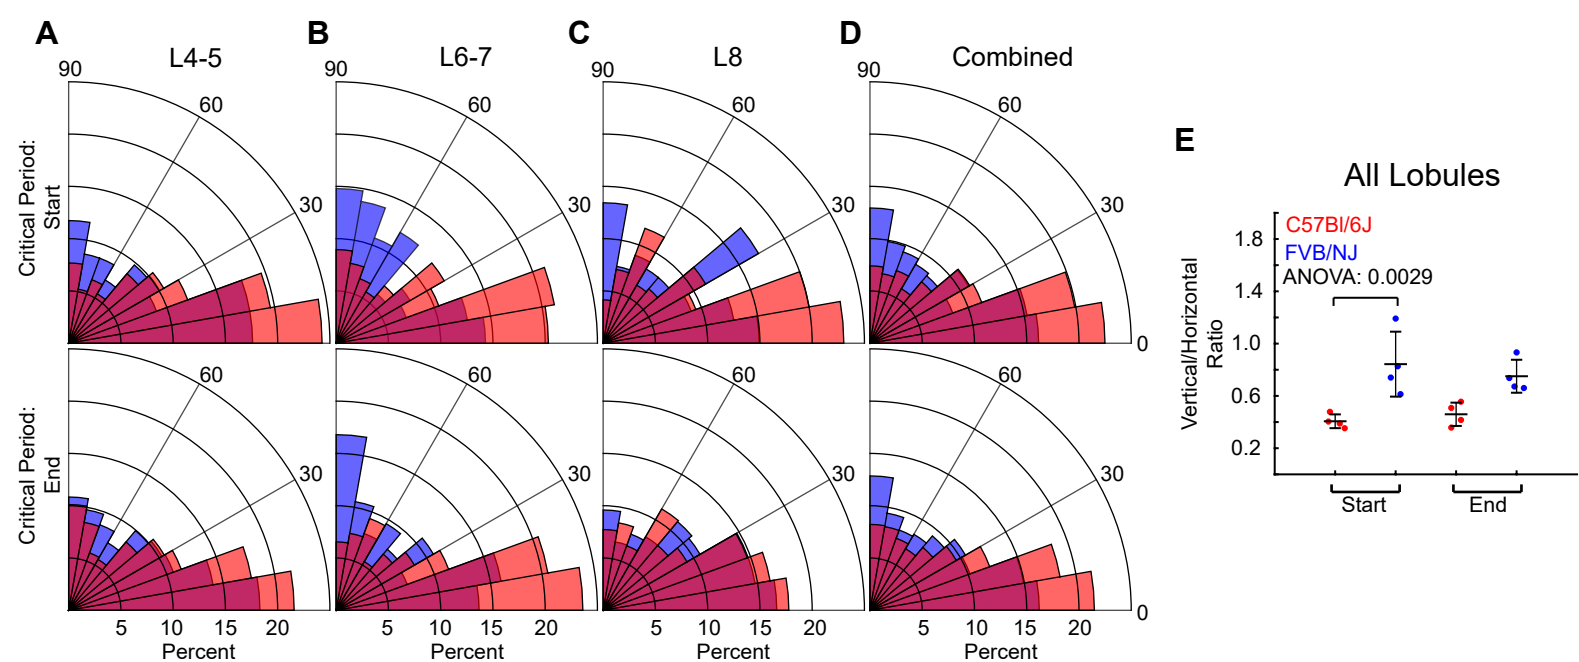 A
L4-5
B
L6-7
C
L8
D
Combined
90
60
30
90
60
30
90
60
30
90
60
30
0
Critical Period:
Start
60
30
60
30
60
30
60
30
0
Critical Period:
End
5 10 15 20
Percent
5 10 15 20
Percent
5 10 15 20
Percent
5 10 15 20
Percent
E
All Lobules
C57Bl/6J
FVB/NJ
ANOVA: 0.0029
Vertical/Horizontal
Ratio
1.8
1.4
1.0
0.6
0.2
Start
End